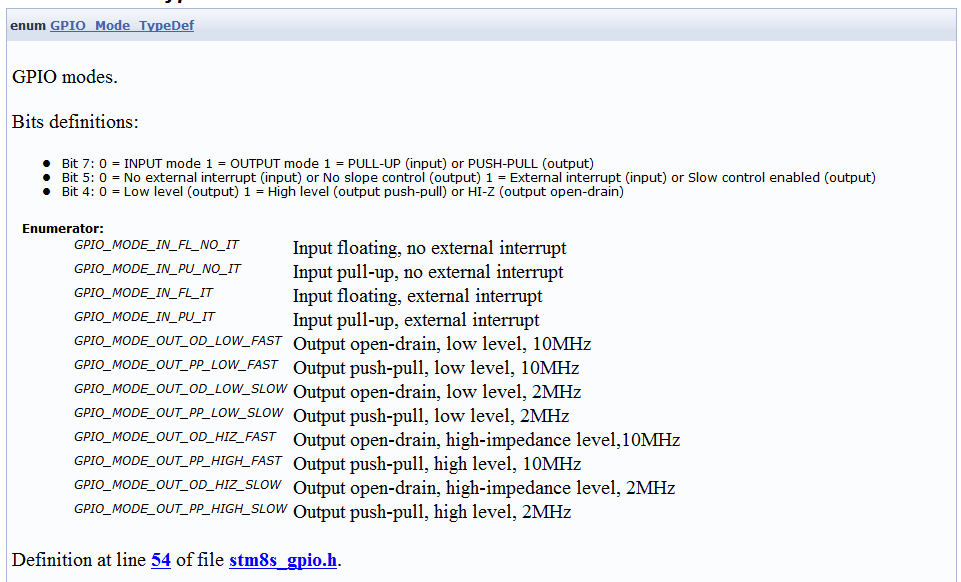 enum GPIO_Mode_TypeDef
GPIO modes.
Bits definitions:
● Bit 7: 0 = INPUT mode 1 = OUTPUT mode 1 = PULL-UP (input) or PUSH-PULL (output)
● Bit 5: 0 = No external interrupt (input) or No slope control (output) 1 = External interrupt (input) or Slow control enabled (output)
● Bit 4: 0 = Low level (output) 1 = High level (output push-pull) or HI-Z (output open-drain)
Enumerator:
GPIO_MODE_IN_FL_NO_IT Input floating, no external interrupt
GPIO_MODE_IN_PU_NO_IT Input pull-up, no external interrupt
GPIO_MODE_IN_FL_IT Input floating, external interrupt
GPIO_MODE_IN_PU_IT Input pull-up, external interrupt
GPIO_MODE_OUT_OD_LOW_FAST Output open-drain, low level, 10MHz
GPIO_MODE_OUT_PP_LOW_FAST Output push-pull, low level, 10MHz
GPIO_MODE_OUT_OD_LOW_SLOW Output open-drain, low level, 2MHz
GPIO_MODE_OUT_PP_LOW_SLOW Output push-pull, low level, 2MHz
GPIO_MODE_OUT_OD_HIZ_FAST Output open-drain, high-impedance level,10MHz
GPIO_MODE_OUT_PP_HIGH_FAST Output push-pull, high level, 10MHz
GPIO_MODE_OUT_OD_HIZ_SLOW Output open-drain, high-impedance level, 2MHz
GPIO_MODE_OUT_PP_HIGH_SLOW Output push-pull, high level, 2MHz
Definition at line 54 of file stm8s_gpio.h.